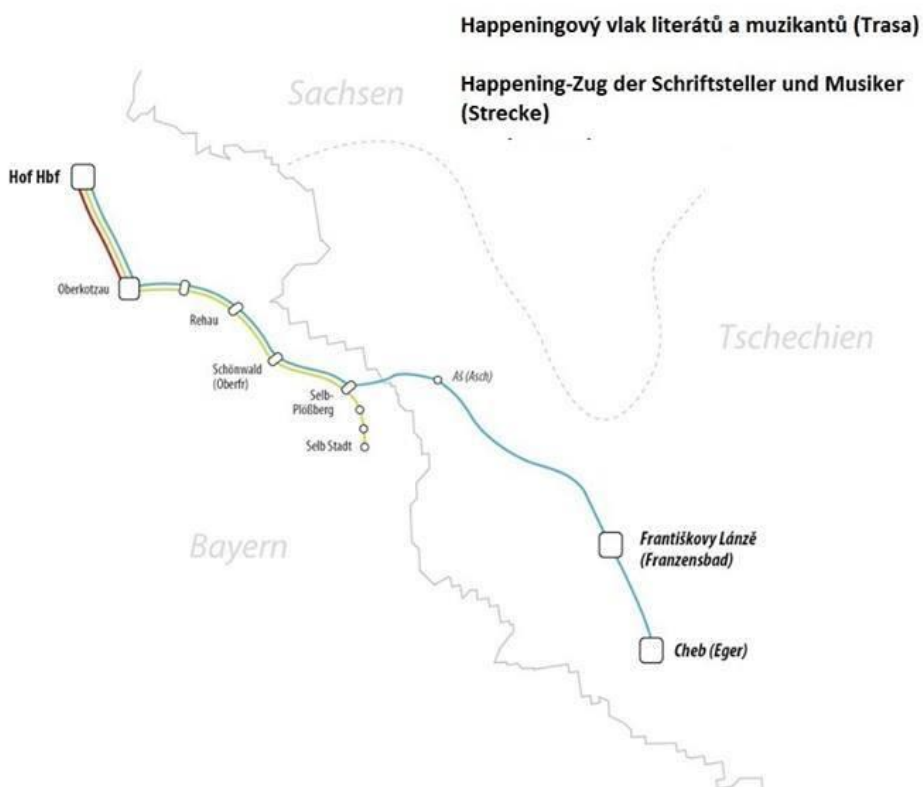 Happeningový vlak literátů a muzikantů (Trasa)
Happening-Zug der Schriftsteller und Musiker
(Strecke)
Sachsen
Hof Hbf
Oberkotzau
Rehau
Tschechien
Schönwald
(Oberfr)
Aš (Asch)
Selb-
Plößberg
Selb Stadt
Bayern
Františkovy Lánzě
(Franzensbad)
Cheb (Eger)